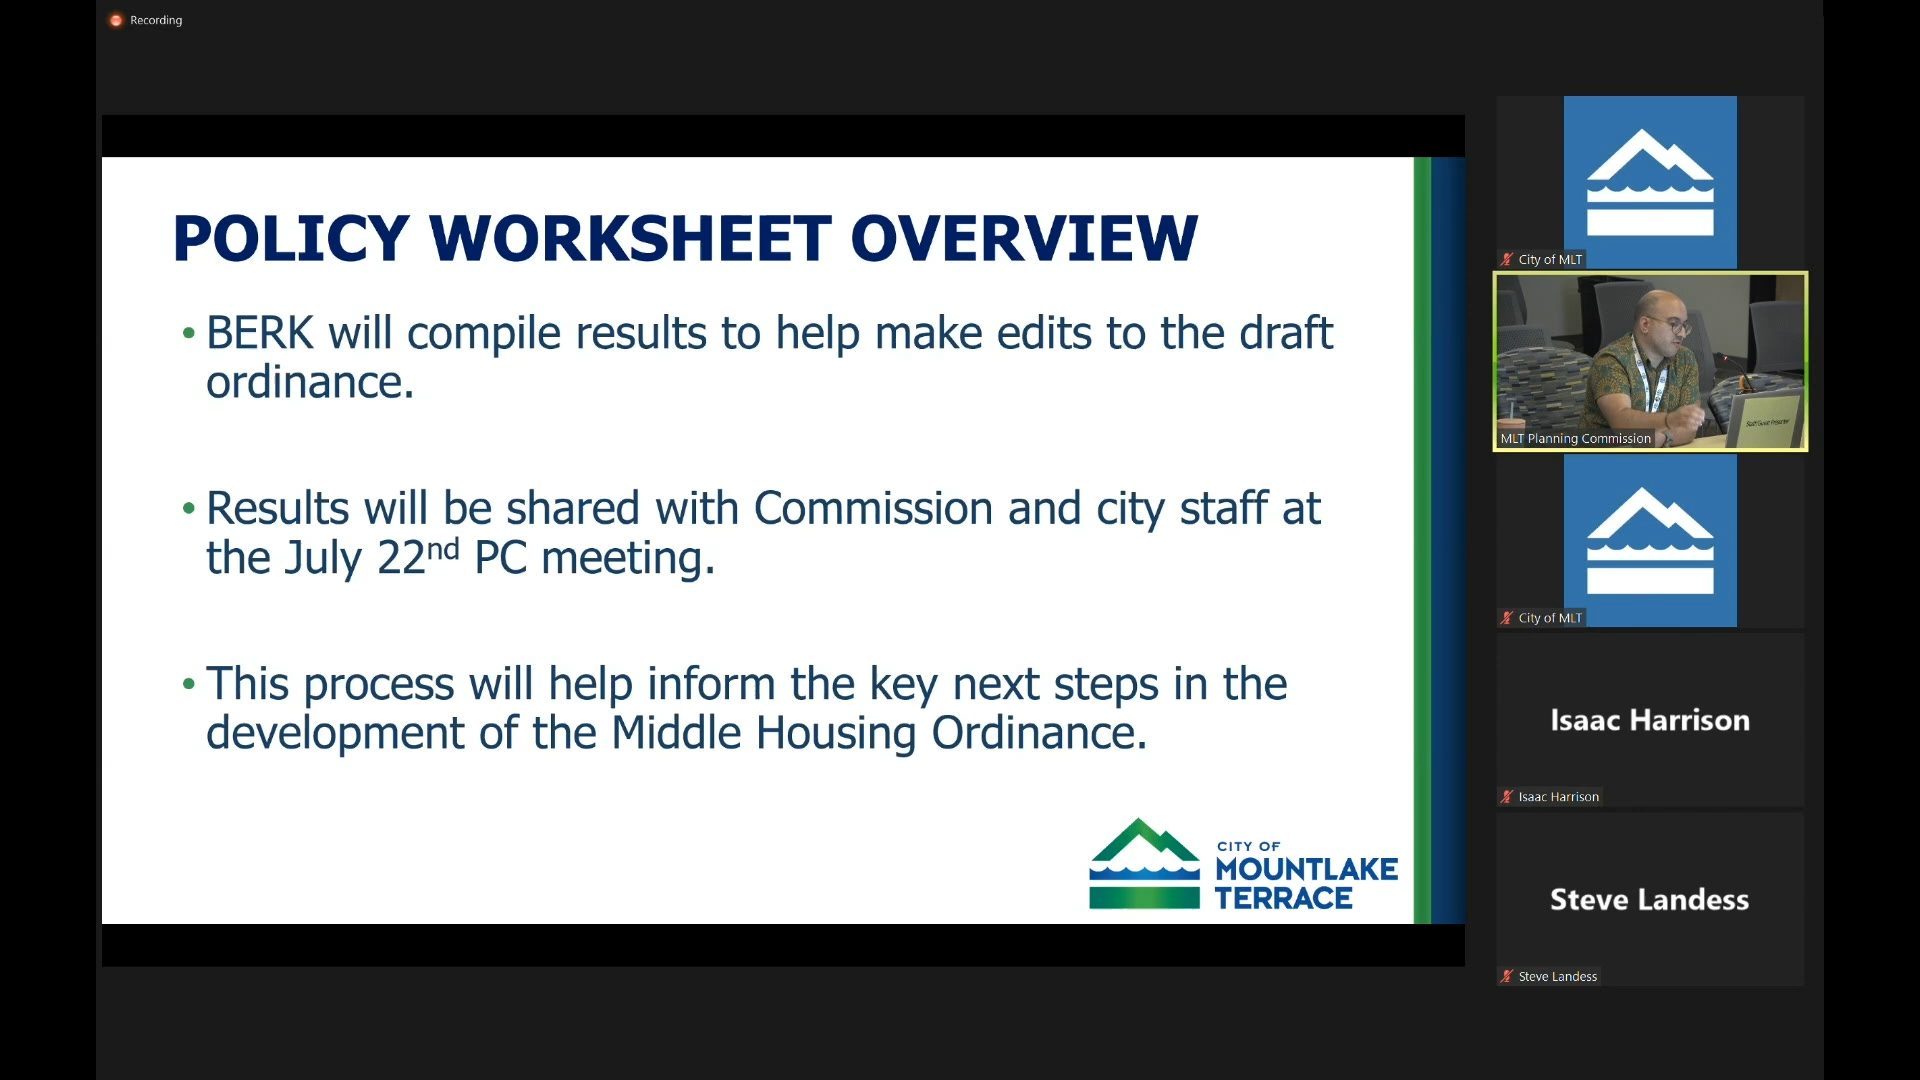 Recording
POLICY WORKSHEET OVERVIEW
• BERK will compile results to help make edits to the draft
ordinance.
• Results will be shared with Commission and city staff at
the July 22nd PC meeting.
• This process will help inform the key next steps in the
development of the Middle Housing Ordinance.
CITY OF
MOUNTLAKE
TERRACE
City of MLT
Staff/Guest Presenter
MLT Planning Commission
City of MLT
Isaac Harrison
Isaac Harrison
Steve Landess
Steve Landess